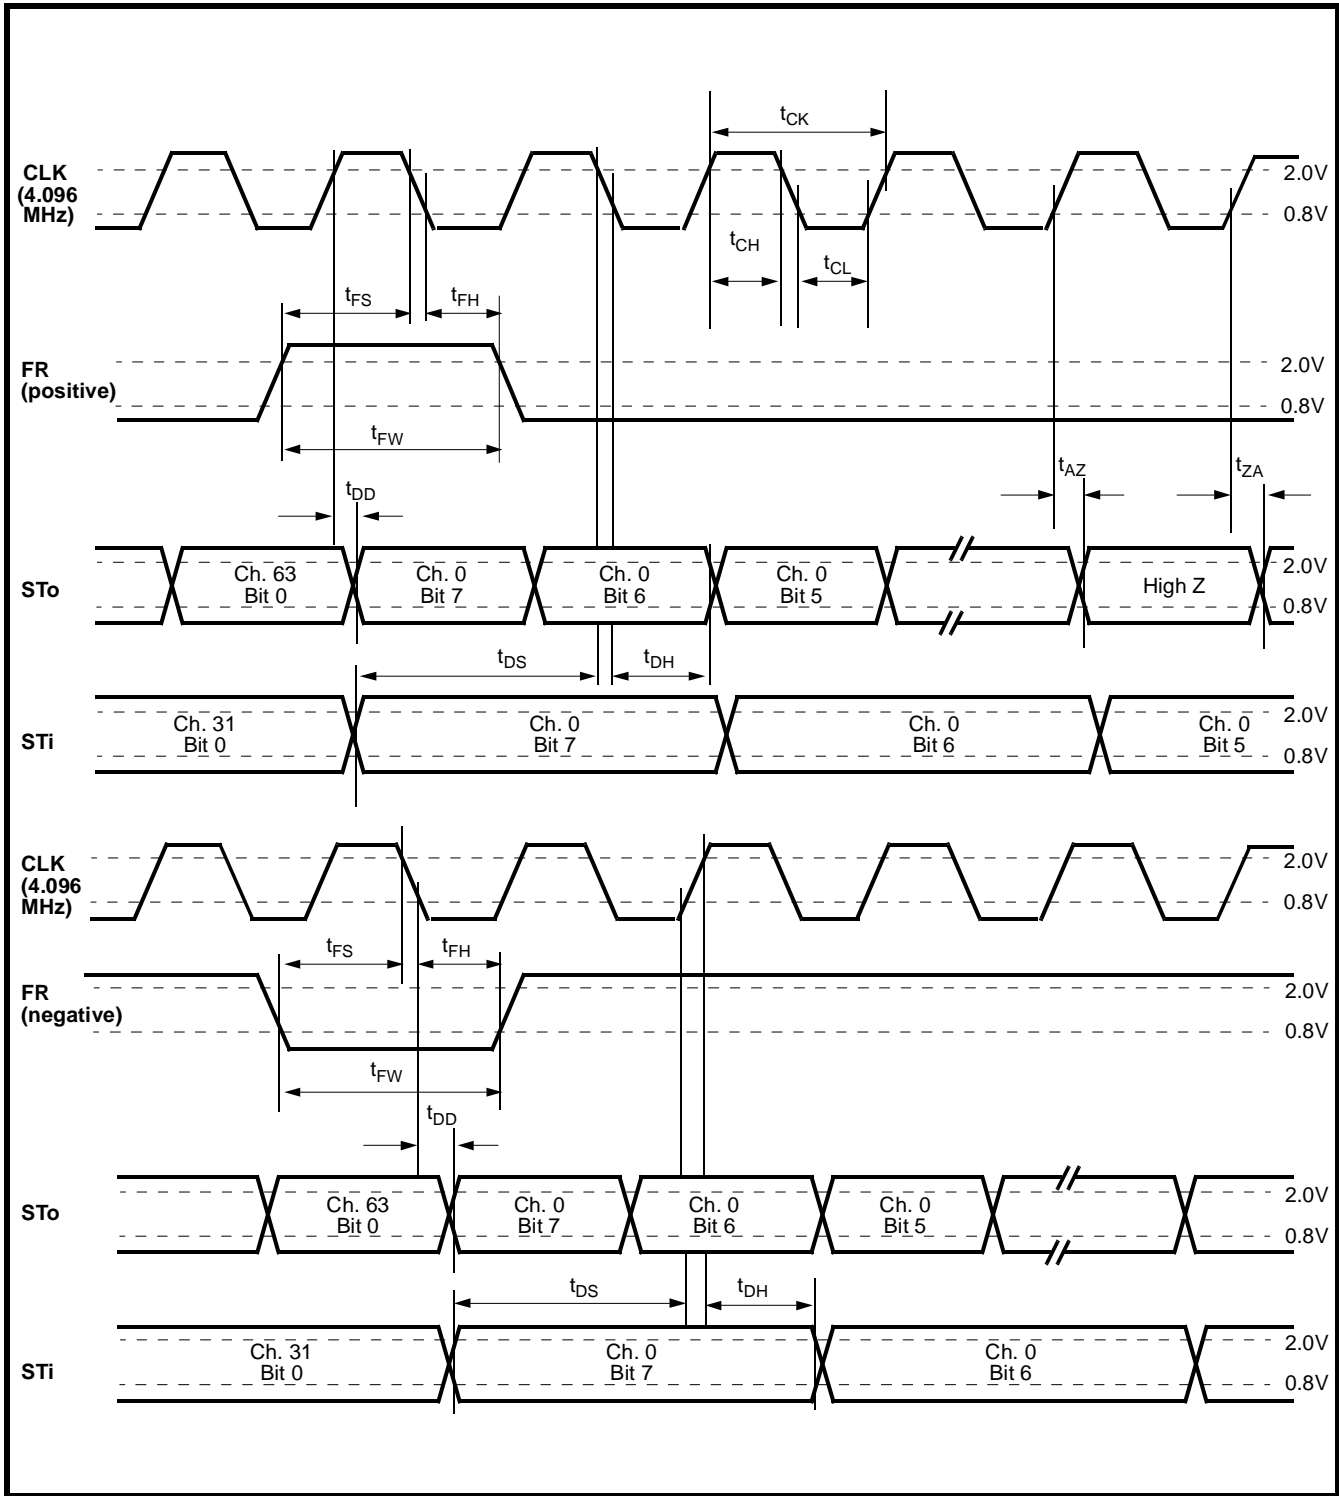 tCK
CLK
(4.096
MHz)
2.0V
0.8V
tCH
tCL
tFS
tFH
FR
(positive)
2.0V
0.8V
tFW
tAZ
tZA
tDD
STo
Ch. 63
Bit 0
Ch. 0
Bit 7
Ch. 0
Bit 6
Ch. 0
Bit 5
High Z
2.0V
0.8V
tDS
tDH
STi
Ch. 31
Bit 0
Ch. 0
Bit 7
Ch. 0
Bit 6
Ch. 0
Bit 5
2.0V
0.8V
CLK
(4.096
MHz)
2.0V
0.8V
tFS
tFH
FR
(negative)
2.0V
0.8V
tFW
tDD
STo
Ch. 63
Bit 0
Ch. 0
Bit 7
Ch. 0
Bit 6
Ch. 0
Bit 5
2.0V
0.8V
tDS
tDH
STi
Ch. 31
Bit 0
Ch. 0
Bit 7
Ch. 0
Bit 6
2.0V
0.8V